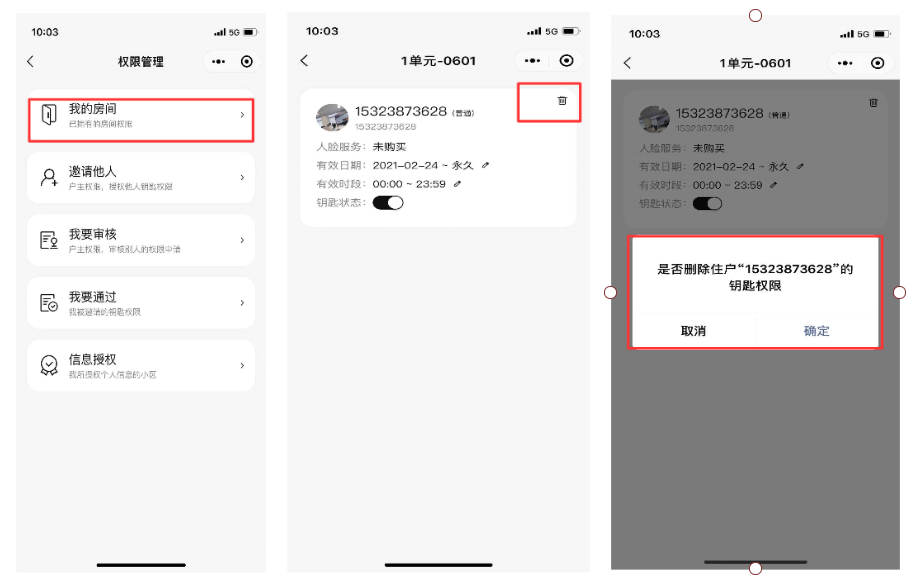 10:03
5G
权限管理
我的房间
已拥有的房间权限
邀请他人
户主权限，授权他人钥匙权限
我要审核
户主权限，审核别人的权限申请
我要通过
我被邀请的钥匙权限
信息授权
我所授权个人信息的小区
10:03
5G
1单元-0601
15323873628 (普通)
15323873628
人脸服务： 未购买
有效日期： 2021-02-24 ~ 永久
有效时段： 00:00 ~ 23:59
钥匙状态：
10:03
5G
1单元-0601
15323873628 (普通)
15323873628
人脸服务： 未购买
有效日期： 2021-02-24 ~ 永久
有效时段： 00:00 ~ 23:59
钥匙状态：
是否删除住户“15323873628”的
钥匙权限
取消 确定